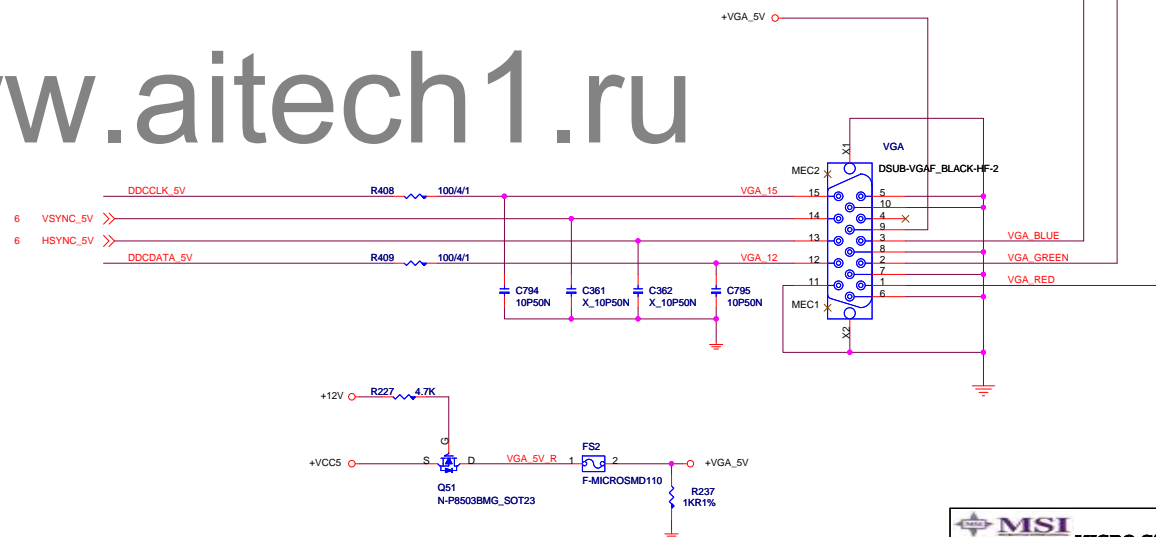 +VGA_5V
w.aitech1.ru
X1
VGA
MEC2
DSUB-VGAF_BLACK-HF-2
DDCCLK_5V
R408
100/4/1
VGA_15
15
5
10
6
VSYNC_5V
14
4
9
6
HSYNC_5V
13
3
VGA_BLUE
8
DDCDATA_5V
R409
100/4/1
VGA_12
12
2
VGA_GREEN
7
11
1
VGA_RED
6
C794
10P50N
C361
X_10P50N
C362
X_10P50N
C795
10P50N
MEC1
X2
+12V
R227
4.7K
G
+VCC5
S
D
VGA_5V_R
1
FS2
2
+VGA_5V
F-MICROSMD110
Q51
N-P8503BMG_SOT23
R237
1KR1%
MSI
MSI